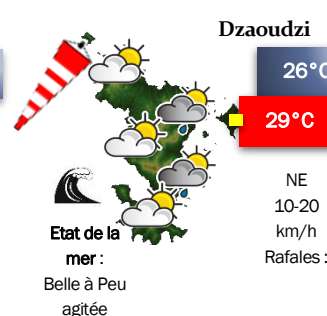 Dzaoudzi
26°C
29°C
NE
10-20
km/h
Rafales :
Etat de la
mer :
Belle à Peu
agitée